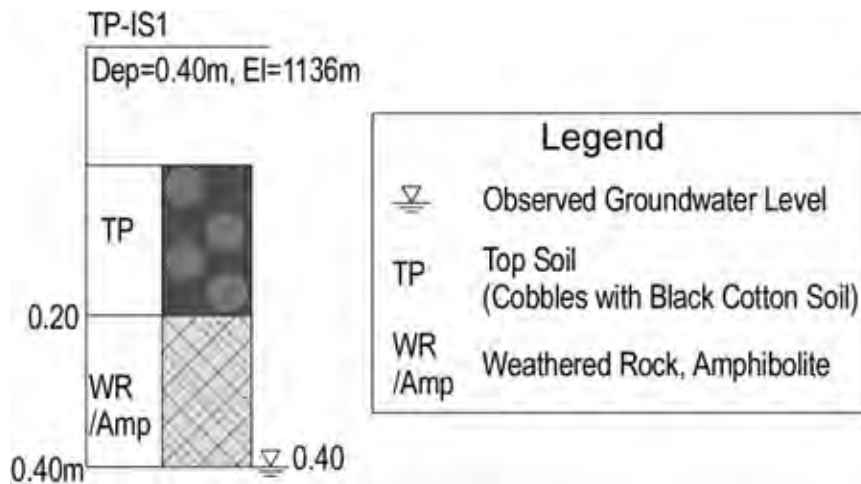 TP-IS1
Dep=0.40m, El=1136m
TP
0.20
WR
/Amp
0.40m
0.40
Legend
Observed Groundwater Level
TP
Top Soil
(Cobbles with Black Cotton Soil)
WR
/Amp
Weathered Rock, Amphibolite